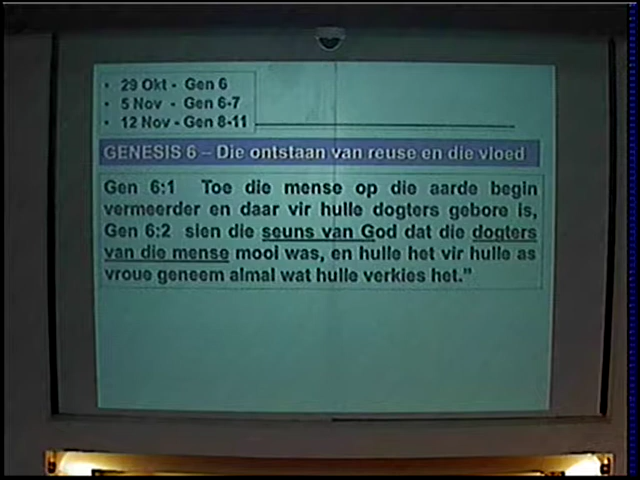 • 29 Okt - Gen 6
• 5 Nov - Gen 6-7
• 12 Nov - Gen 8-11
GENESIS 6 – Die ontstaan van reuse en die vloed
Gen 6:1 Toe die mense op die aarde begin
vermeerder en daar vir hulle dogters gebore is,
Gen 6:2 sien die seuns van God dat die dogters
van die mense mooi was, en hulle het vir hulle as
vroue geneem almal wat hulle verkies het."